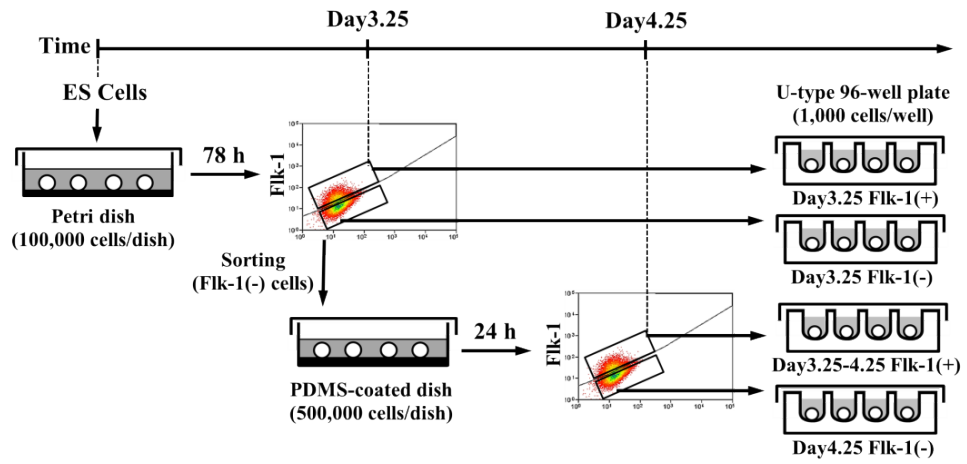 Day3.25
Day4.25
Time
ES Cells
U-type 96-well plate
(1,000 cells/well)
78 h
Flk-1
Petri dish
(100,000 cells/dish)
Day3.25 Flk-1(+)
Sorting
(Flk-1(-) cells)
Day3.25 Flk-1(-)
24 h
Flk-1
PDMS-coated dish
(500,000 cells/dish)
Day3.25-4.25 Flk-1(+)
Day4.25 Flk-1(-)